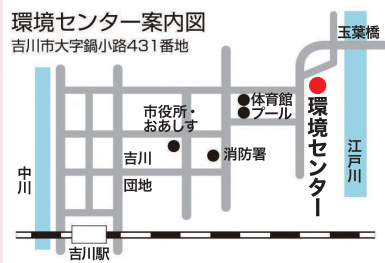 環境センター案内図
吉川市大字鍋小路431番地
玉葉橋
体育館
プール
環境センター
市役所・
おあしす
消防署
吉川
団地
中川
江戸川
吉川駅